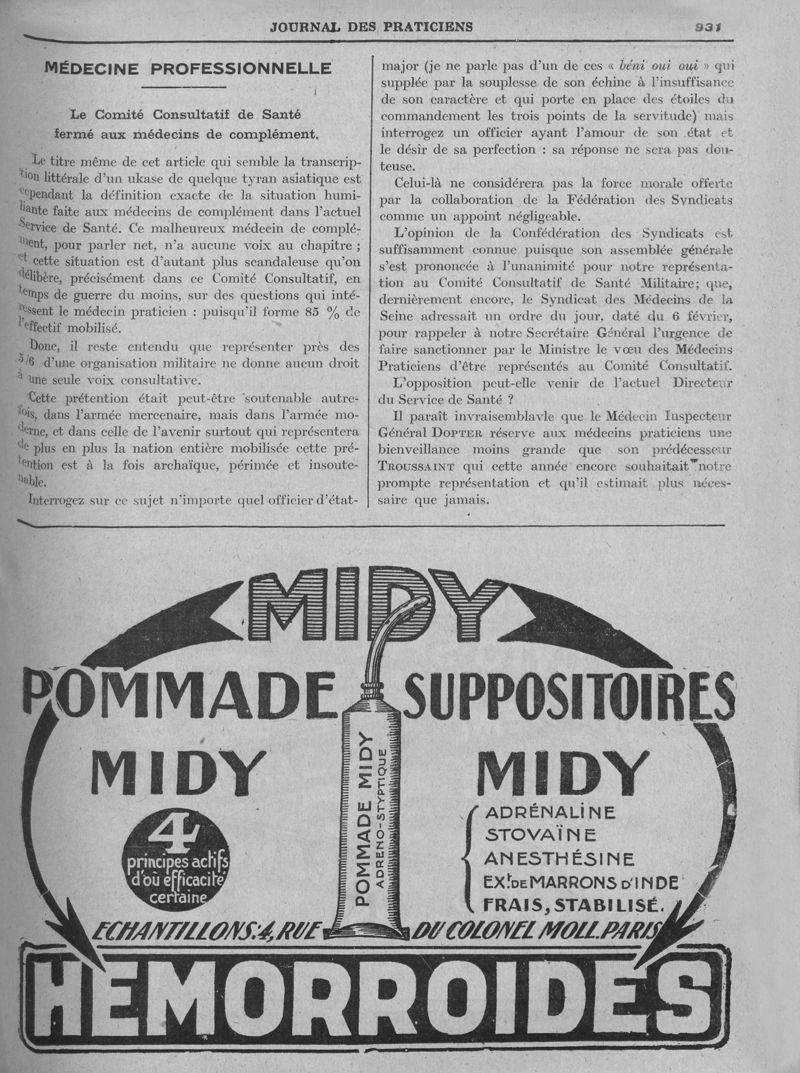 JOURNAL DES PRATICIENS
931
MÉDECINE PROFESSIONNELLE
Le Comité Consultatif de Santé
fermé aux médecins de complément.
Le titre même de cet article qui semble la transcrip-
tion littérale d'un ukase de quelque tyran asiatique est
cependant la définition exacte de la situation humi-
liante faite aux médecins de complément dans l'actuel
Service de Santé. Ce malheureux médecin de complé-
ment, pour parler net, n'a aucune voix au chapitre ;
et cette situation est d'autant plus scandaleuse qu'on
délibère, précisément dans ce Comité Consultatif, en
temps de guerre du moins, sur des questions qui inté-
ressent le médecin praticien : puisqu'il forme 85 % de
l'effectif mobilisé.
Donc, il reste entendu que représenter près des
5/6 d'une organisation militaire ne donne aucun droit
à une seule voix consultative.
Cette prétention était peut-être soutenable autre-
fois, dans l'armée mercenaire, mais dans l'armée mo-
derne, et dans celle de l'avenir surtout qui représentera
de plus en plus la nation entière mobilisée cette pré-
tention est à la fois archaïque, périmée et insoute-
nable.
Interrogez sur ce sujet n'importe quel officier d'état-
major (je ne parle pas d'un de ces « béni oui oui » qui
supplée par la souplesse de son échine à l'insuffisance
de son caractère et qui porte en place des étoiles du
commandement les trois points de la servitude) mais
interrogez un officier ayant l'amour de son état et
le désir de sa perfection : sa réponse ne sera pas dou-
teuse.
Celui-là ne considérera pas la force morale offerte
par la collaboration de la Fédération des Syndicats
comme un appoint négligeable.
L'opinion de la Confédération des Syndicats est
suffisamment connue puisque son assemblée générale
s'est prononcée à l'unanimité pour notre représenta-
tion au Comité Consultatif de Santé Militaire; que,
dernièrement encore, le Syndicat des Médecins de la
Seine adressait un ordre du jour, daté du 6 février,
pour rappeler à notre Secrétaire Général l'urgence de
faire sanctionner par le Ministre le vœu des Médecins
Praticiens d'être représentés au Comité Consultatif.
L'opposition peut-elle venir de l'actuel Directeur
du Service de Santé ?
Il paraît invraisemblavle que le Médecin Inspecteur
Général DOPTER réserve aux médecins praticiens une
bienveillance moins grande que son prédécesseur
TROUSSAINT qui cette année encore souhaitait notre
prompte représentation et qu'il estimait plus néces-
saire que jamais.
MIDY
POMMADE SUPPOSITOIRES
MIDY
MIDY
POMMADE MIDY
ADRENO-STYPTIQUE
4
principes actifs
d'où efficacité
certaine
ADRÉNALINE
STOVAÏNE
ANESTHÉSINE
EXt DE MARRONS D'INDE
FRAIS, STABILISÉ.
ECHANTILLONS: 4, RUE DU COLONEL MOLL. PARIS
HEMORROIDES